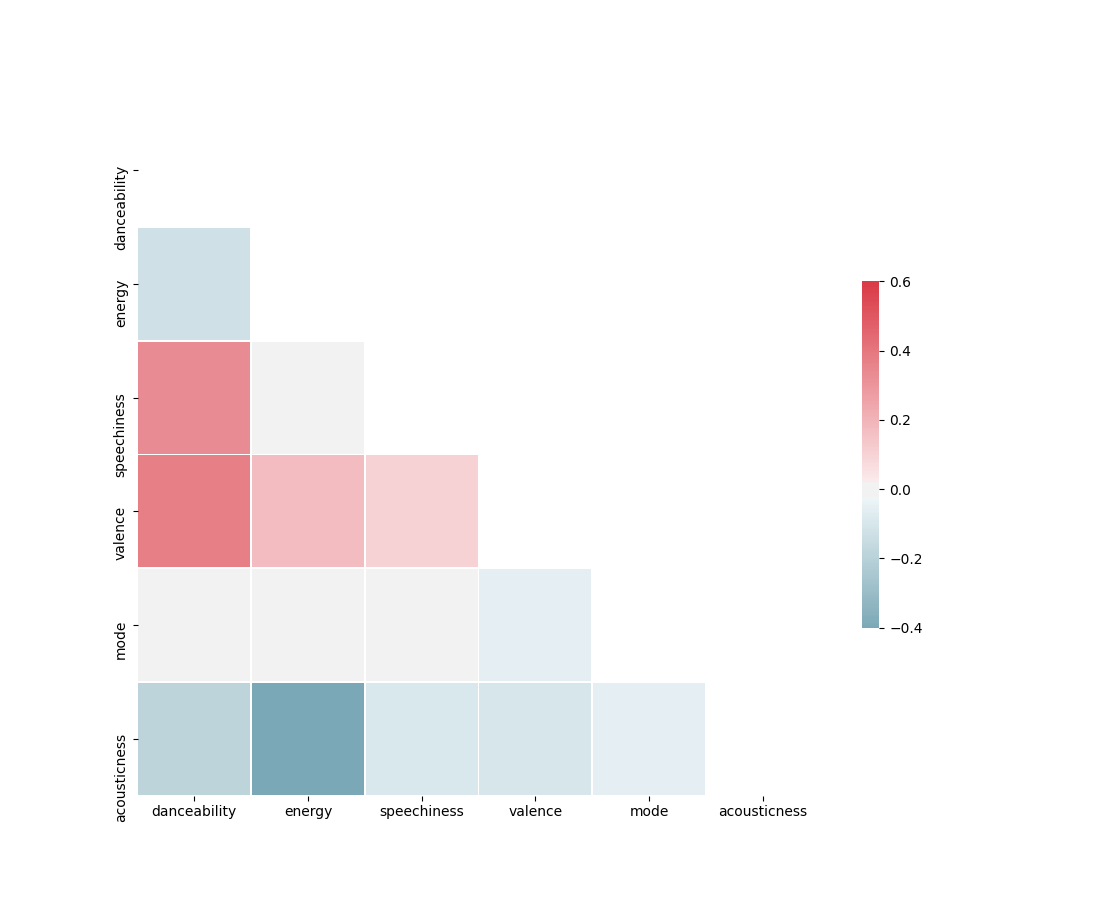 danceability
energy
speechiness
valence
mode
acousticness
danceability energy speechiness valence mode acousticness
0.6
0.4
0.2
0.0
−0.2
−0.4